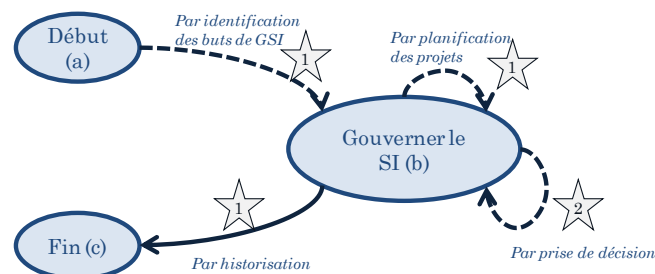 Début
(a)
Par identification
des buts de GSI
1
Par planification
des projets
1
Gouverner le
SI (b)
2
Par prise de décision
1
Fin (c)
Par historisation